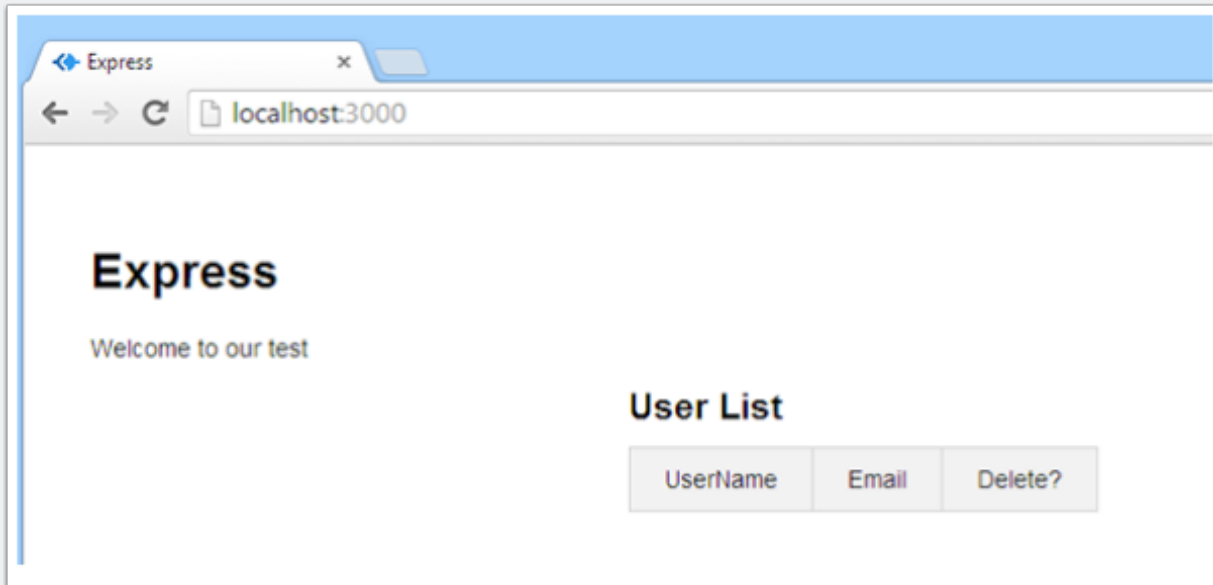 Express
localhost:3000
Express
Welcome to our test
User List
UserName Email Delete?